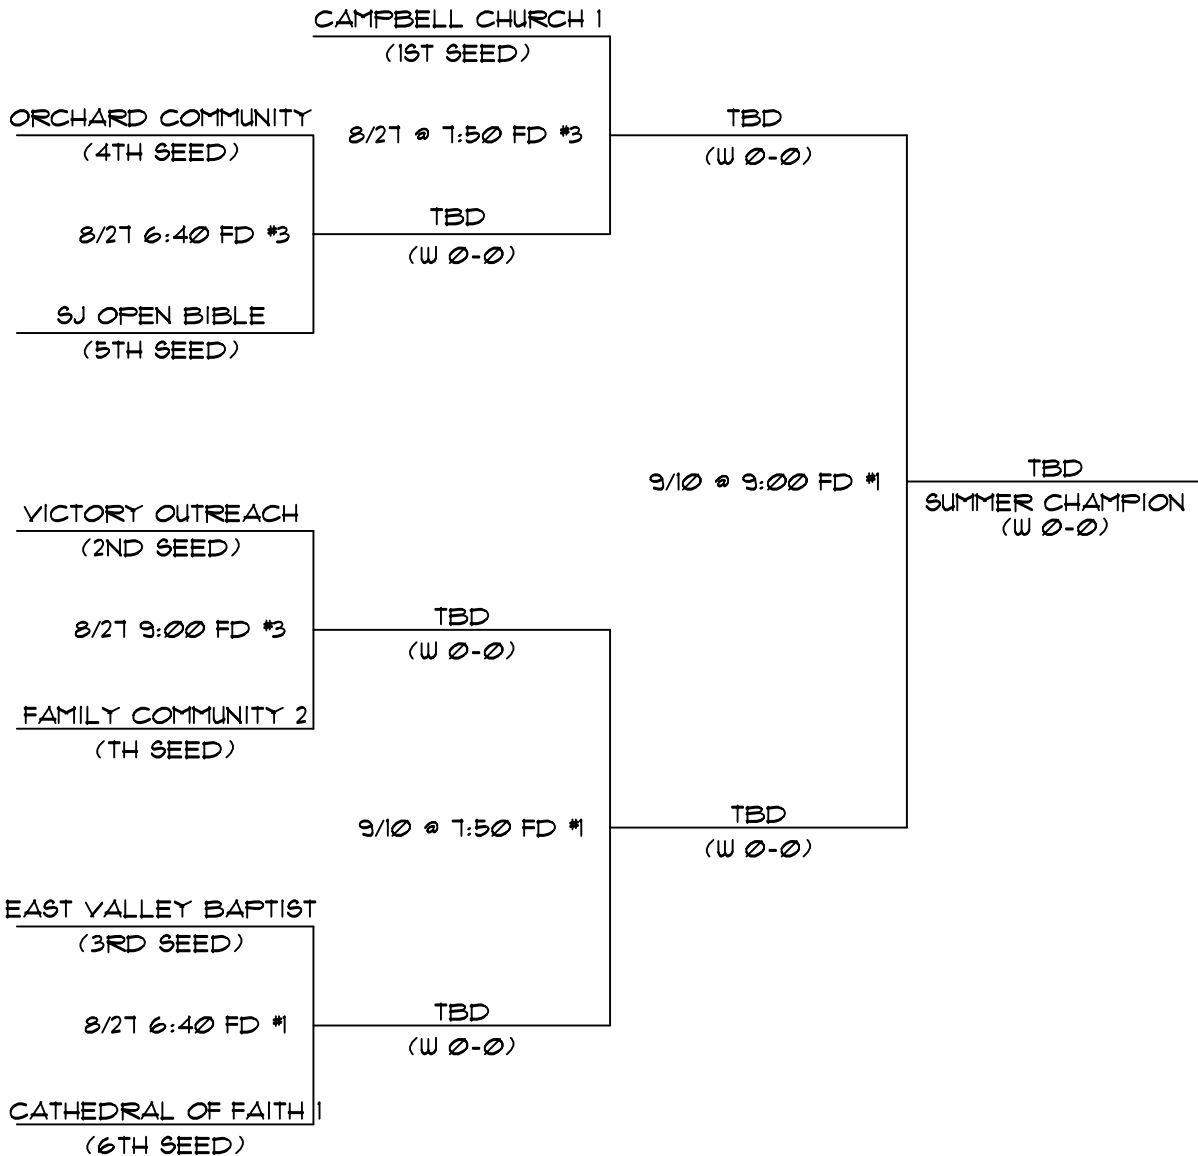 CAMPBELL CHURCH 1
(1ST SEED)
ORCHARD COMMUNITY
(4TH SEED)
8/27 @ 7:50 FD #3
TBD
(W 0-0)
8/27 6:40 FD #3
TBD
(W 0-0)
SJ OPEN BIBLE
(5TH SEED)
9/10 @ 9:00 FD #1
TBD
SUMMER CHAMPION
(W 0-0)
VICTORY OUTREACH
(2ND SEED)
8/27 9:00 FD #3
TBD
(W 0-0)
FAMILY COMMUNITY 2
(TH SEED)
9/10 @ 7:50 FD #1
TBD
(W 0-0)
EAST VALLEY BAPTIST
(3RD SEED)
8/27 6:40 FD #1
TBD
(W 0-0)
CATHEDRAL OF FAITH 1
(6TH SEED)